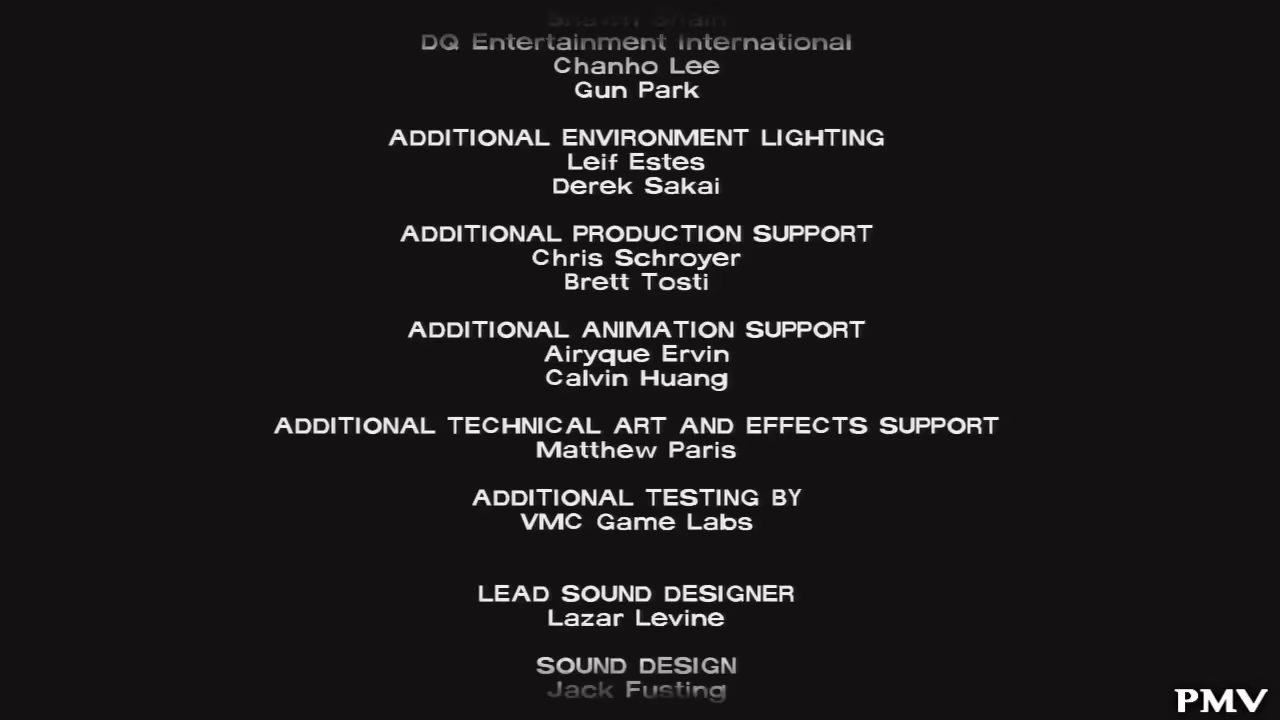 DQ Entertainment International
Chanho Lee
Gun Park
ADDITIONAL ENVIRONMENT LIGHTING
Leif Estes
Derek Sakai
ADDITIONAL PRODUCTION SUPPORT
Chris Schroyer
Brett Tosti
ADDITIONAL ANIMATION SUPPORT
Airyque Ervin
Calvin Huang
ADDITIONAL TECHNICAL ART AND EFFECTS SUPPORT
Matthew Paris
ADDITIONAL TESTING BY
VMC Game Labs
LEAD SOUND DESIGNER
Lazar Levine
SOUND DESIGN
Jack Fusting
PMV